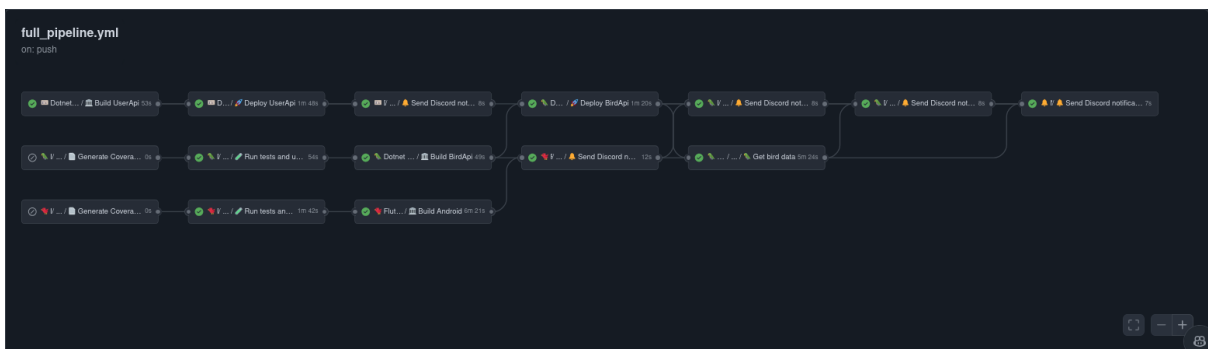 full_pipeline.yml
on: push
Dotnet... / Build UserApi 53s
D... / Deploy UserApi 1m 48s
I/ ... / Send Discord not... 8s
D... / Deploy BirdApi 1m 20s
I/ ... / Send Discord not... 8s
I/ ... / Send Discord not... 8s
I/ Send Discord notifica... 7s
I/ ... / Generate Covera... 0s
I/ ... / Run tests and u... 54s
Dotnet ... / Build BirdApi 49s
I/ ... / Send Discord n... 12s
... / ... / Get bird data 5m 24s
I/ ... / Generate Covera... 0s
I/ ... / Run tests an... 1m 42s
Flut... / Build Android 6m 21s